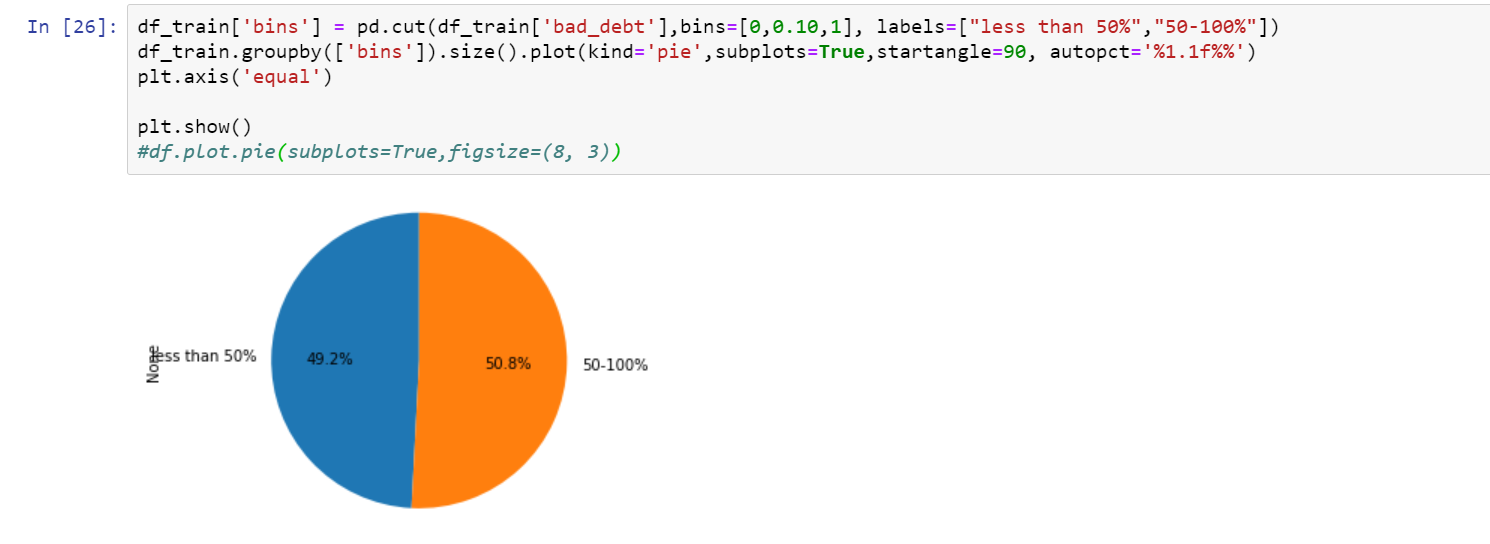 In [26]: df_train['bins'] = pd.cut(df_train['bad_debt'],bins=[0,0.10,1], labels=["less than 50%","50-100%"])
df_train.groupby(['bins']).size().plot(kind='pie',subplots=True,startangle=90, autopct='%1.1f%%')
plt.axis('equal')
plt.show()
#df.plot.pie(subplots=True,figsize=(8, 3))
None
less than 50%
49.2%
50.8%
50-100%